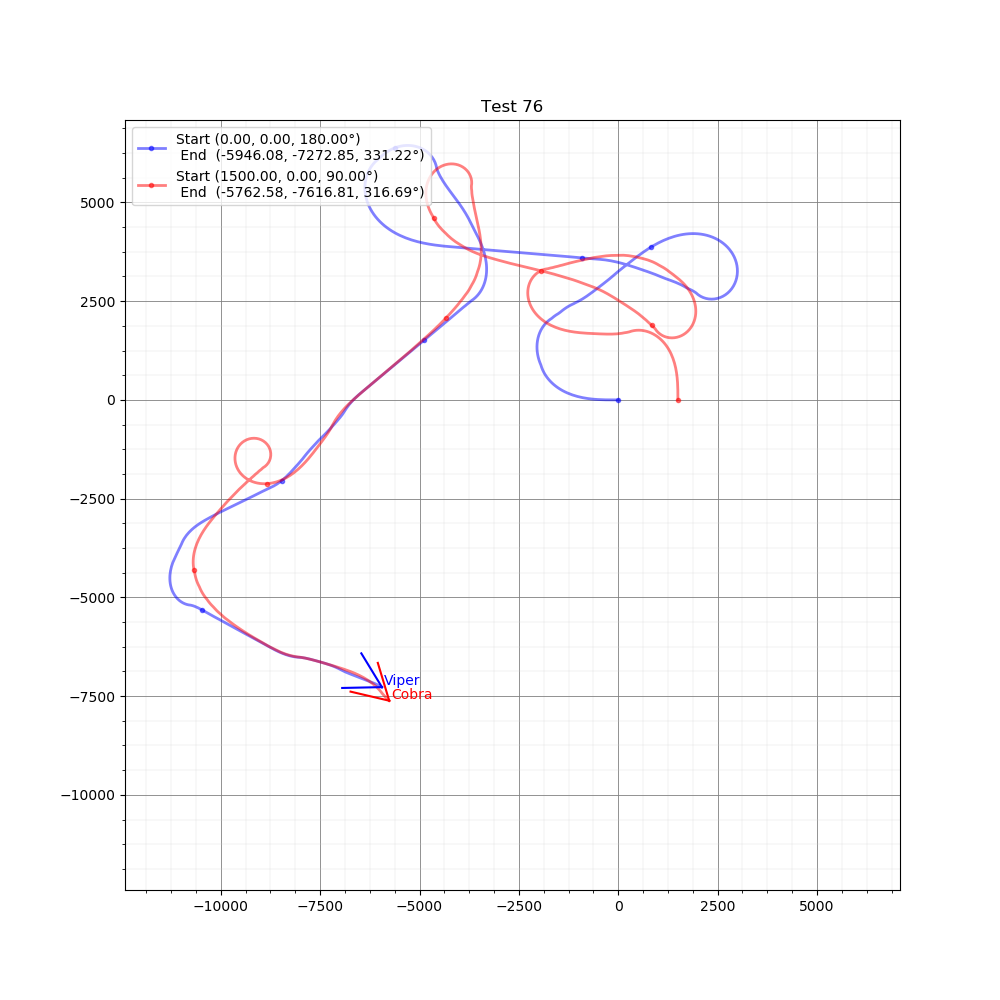 Test 76
Start (0.00, 0.00, 180.00°)
End (-5946.08, -7272.85, 331.22°)
Start (1500.00, 0.00, 90.00°)
End (-5762.58, -7616.81, 316.69°)
5000
2500
0
−2500
−5000
−7500
−10000
Viper
Cobra
−10000 −7500 −5000 −2500 0 2500 5000